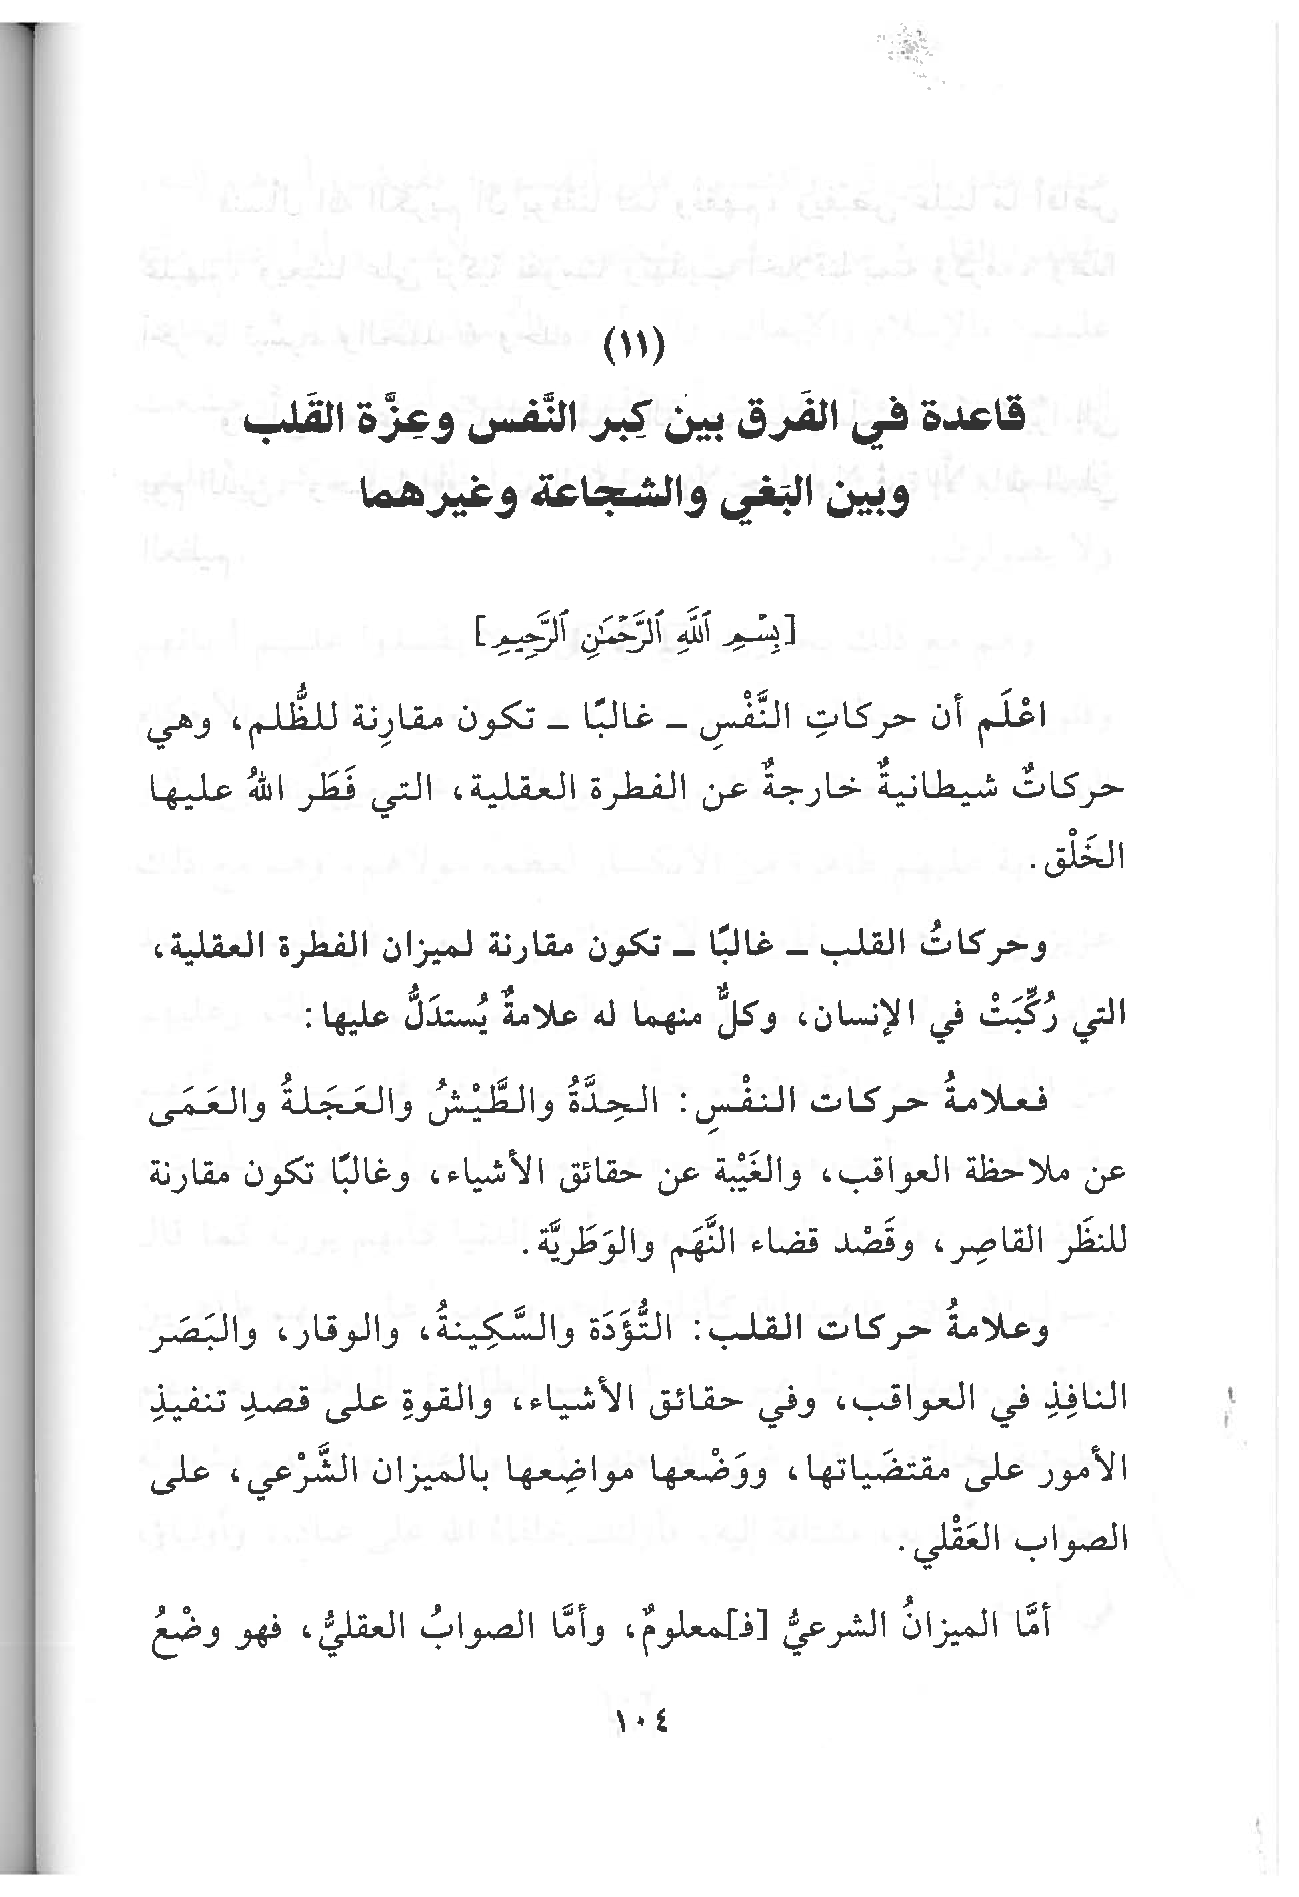 (١١)
قاعدة في الفَرق بين كِبر النَّفس وعِزَّة القَلب
وبين البَغي والشجاعة وغيرهما
[بِسْمِ ٱللَّهِ ٱلرَّحْمَٰنِ ٱلرَّحِيمِ]
اعْلَم أن حركاتِ النَّفْسِ ـ غالبًا ـ تكون مقارِنة للظُّلم، وهي
حركاتٌ شيطانيةٌ خارجةٌ عن الفطرة العقلية، التي فَطَر اللهُ عليها
الخَلْق.
وحركاتُ القلب ـ غالبًا ـ تكون مقارنة لميزان الفطرة العقلية،
التي رُكِّبَتْ في الإنسان، وكلٌّ منهما له علامةٌ يُستدَلُّ عليها:
فعلامةُ حركات النفْسِ: الحِدَّةُ والطَّيْشُ والعَجَلةُ والعَمَى
عن ملاحظة العواقب، والغَيْبة عن حقائق الأشياء، وغالبًا تكون مقارنة
للنظَر القاصِر، وقَصْد قضاء النَّهَم والوَطَريَّة.
وعلامةُ حركات القلب: التُّؤَدَة والسَّكِينةُ، والوقار، والبَصَر
النافِذِ في العواقب، وفي حقائق الأشياء، والقوةِ على قصدِ تنفيذِ
الأمور على مقتضَياتها، ووَضْعها مواضِعها بالميزان الشَّرْعي، على
الصواب العَقْلي.
أمَّا الميزانُ الشرعيُّ [فـ]معلومٌ، وأمَّا الصوابُ العقليُّ، فهو وضْعُ
١٠٤